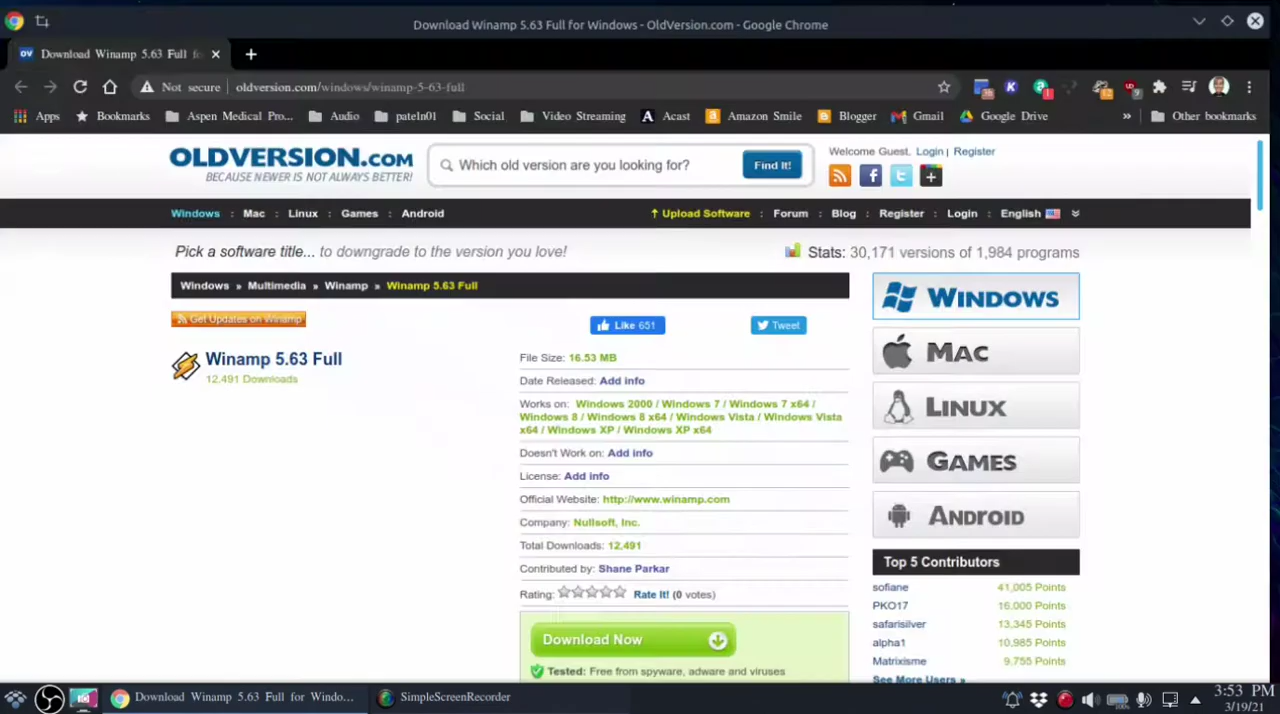 Download Winamp 5.63 Full for Windows - OldVersion.com - Google Chrome
OV Download Winamp 5.63 Full fo
Not secure oldversion.com/windows/winamp-5-63-full
Apps Bookmarks Aspen Medical Pro... Audio pateln01 Social Video Streaming Acast Amazon Smile Blogger Gmail Google Drive » Other bookmarks
OLDVERSION.COM
BECAUSE NEWER IS NOT ALWAYS BETTER!
Which old version are you looking for? Find It!
Welcome Guest. Login | Register
Windows : Mac : Linux : Games : Android
Upload Software : Forum : Blog : Register : Login : English
Pick a software title... to downgrade to the version you love!
Stats: 30,171 versions of 1,984 programs
Windows » Multimedia » Winamp » Winamp 5.63 Full
Get Updates on Winamp
Like 651
Tweet
Winamp 5.63 Full
12,491 Downloads
File Size: 16.53 MB
Date Released: Add info
Works on: Windows 2000 / Windows 7 / Windows 7 x64 /
Windows 8 / Windows 8 x64 / Windows Vista / Windows Vista
x64 / Windows XP / Windows XP x64
Doesn't Work on: Add info
License: Add info
Official Website: http://www.winamp.com
Company: Nullsoft, Inc.
Total Downloads: 12,491
Contributed by: Shane Parkar
Rating: Rate It! (0 votes)
Download Now
Tested: Free from spyware, adware and viruses
WINDOWS
MAC
LINUX
GAMES
ANDROID
Top 5 Contributors
sofiane 41,005 Points
PKO17 16,000 Points
safarisilver 13,345 Points
alpha1 10,985 Points
Matrixisme 9,755 Points
See More Users »
Download Winamp 5.63 Full for Windo...
SimpleScreenRecorder
3:53 PM
3/19/21